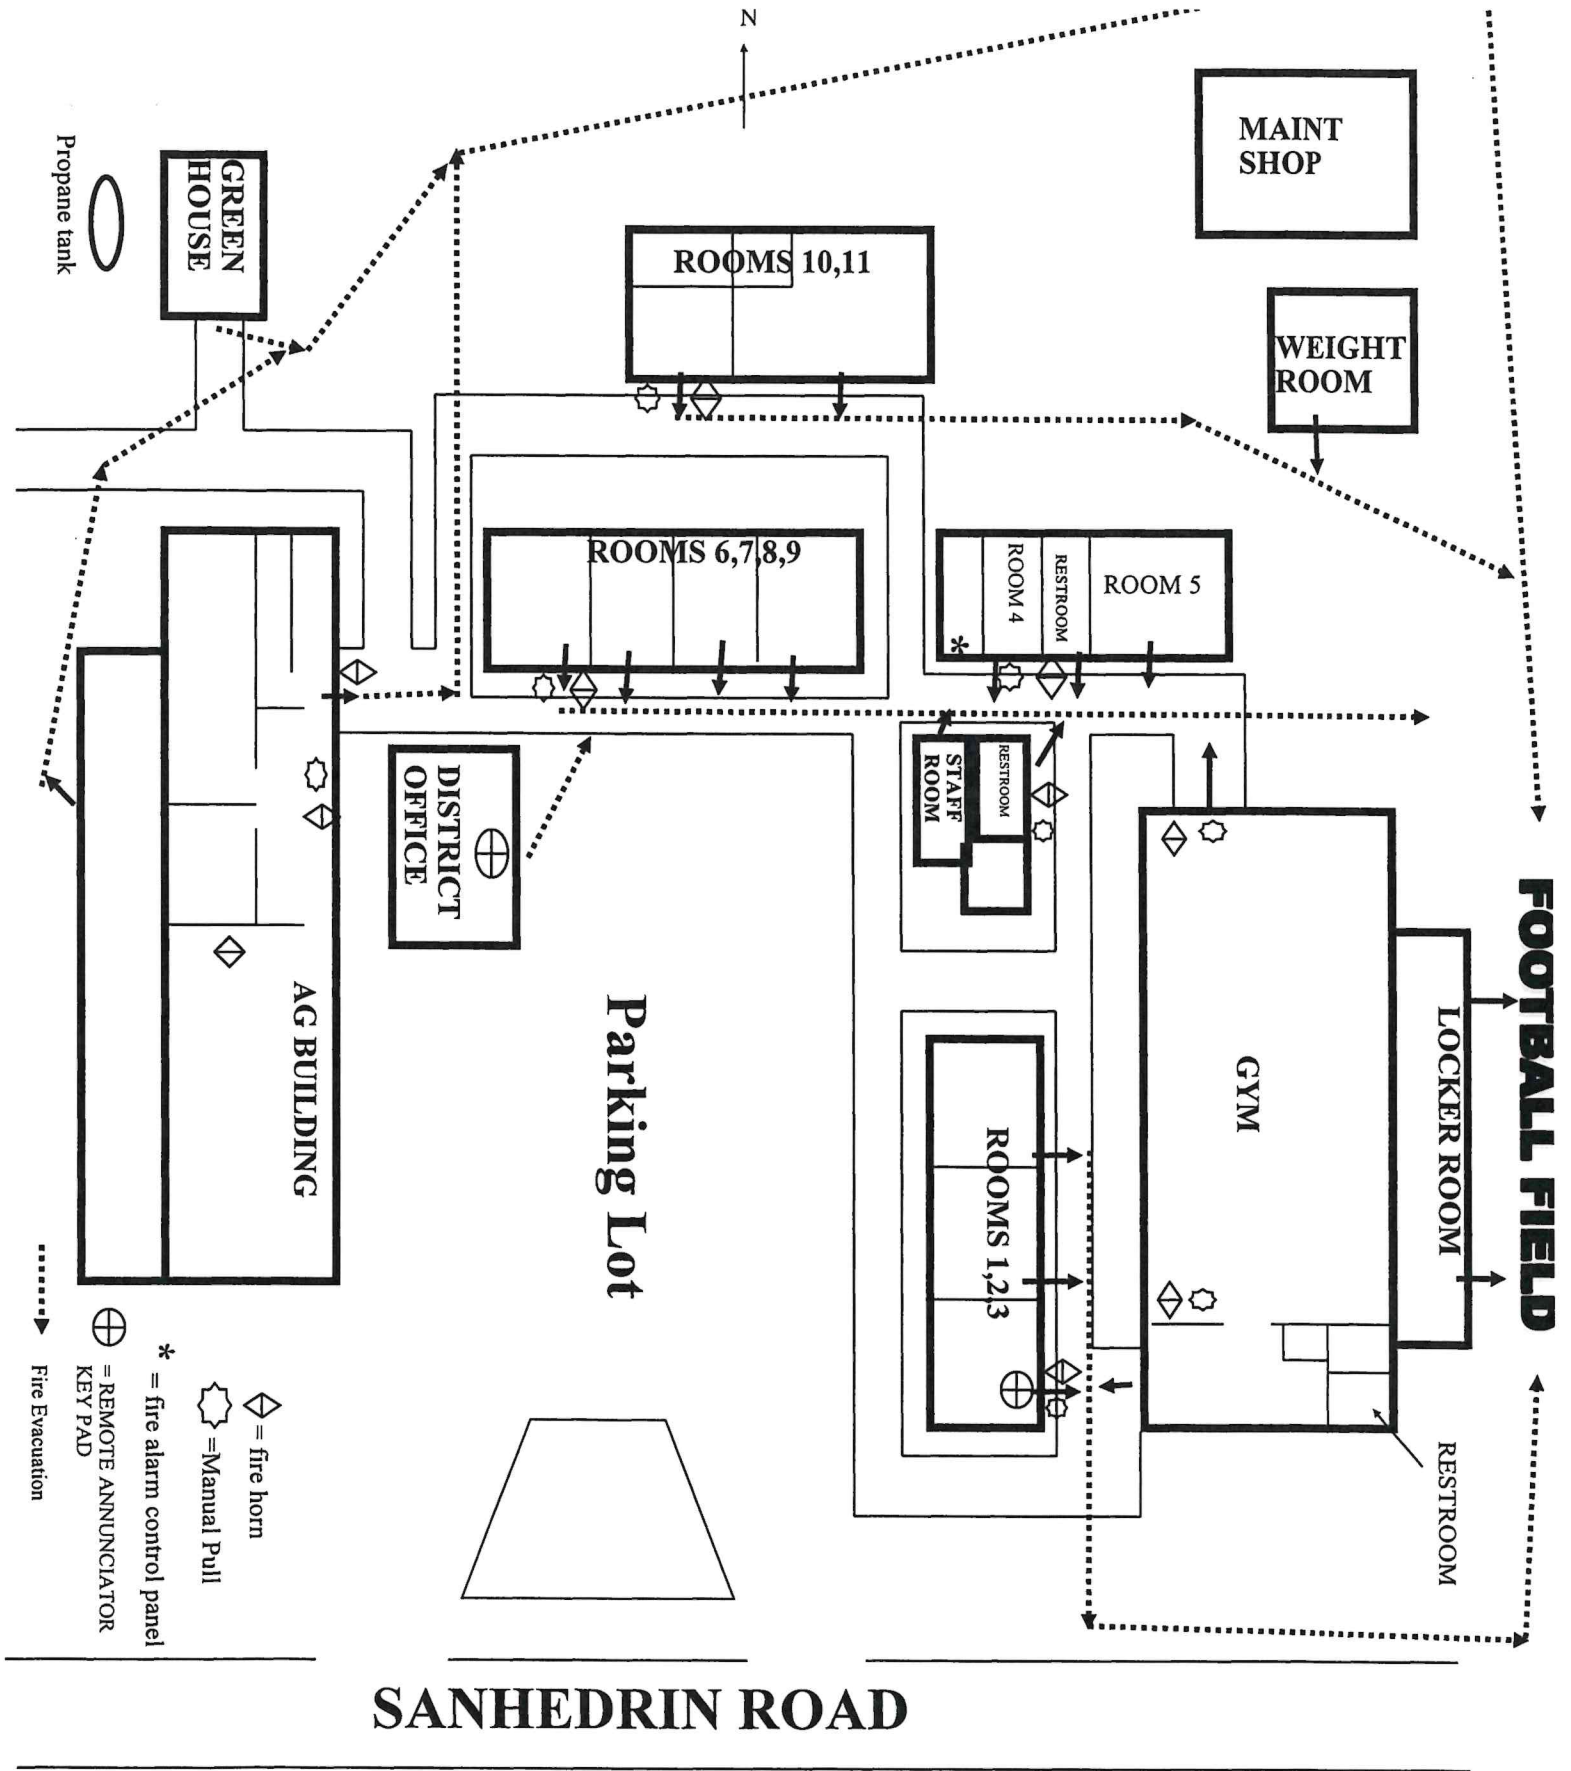 N
MAINT
SHOP
GREEN
HOUSE
Propane tank
ROOMS 10,11
WEIGHT
ROOM
ROOMS 6,7,8,9
ROOM 4
RESTROOM
ROOM 5
*
DISTRICT
OFFICE
STAFF
ROOM
RESTROOM
FOOTBALL FIELD
LOCKER ROOM
GYM
AG BUILDING
Parking Lot
ROOMS 1,2,3
RESTROOM
= fire horn
=Manual Pull
* = fire alarm control panel
= REMOTE ANNUNCIATOR
KEY PAD
Fire Evacuation
SANHEDRIN ROAD